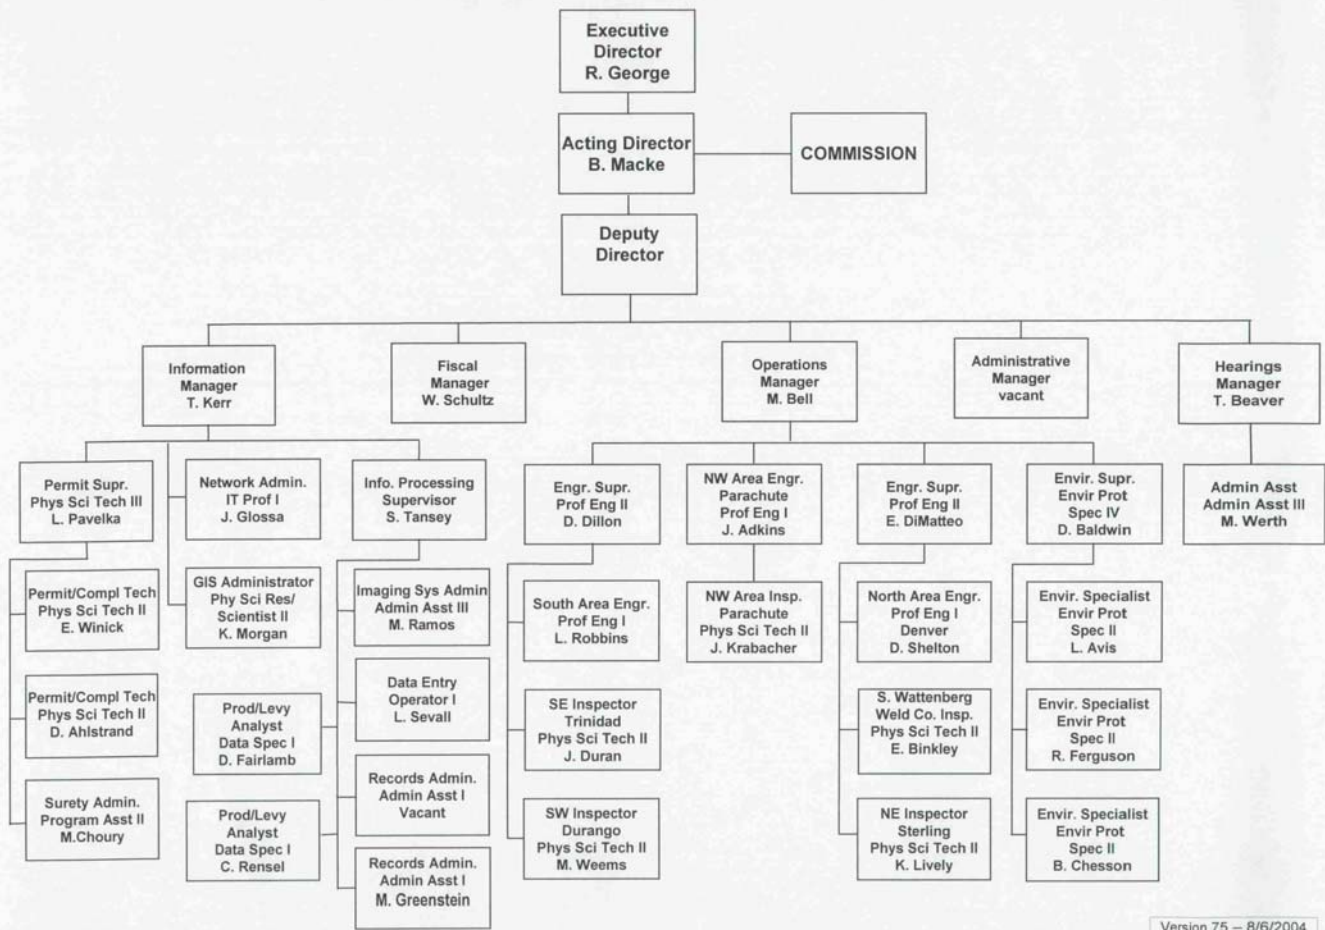 Executive
Director
R. George
Acting Director
B. Macke
COMMISSION
Deputy
Director
Information
Manager
T. Kerr
Fiscal
Manager
W. Schultz
Operations
Manager
M. Bell
Administrative
Manager
vacant
Hearings
Manager
T. Beaver
Permit Supr.
Phys Sci Tech III
L. Pavelka
Network Admin.
IT Prof I
J. Glossa
Info. Processing
Supervisor
S. Tansey
Engr. Supr.
Prof Eng II
D. Dillon
NW Area Engr.
Parachute
Prof Eng I
J. Adkins
Engr. Supr.
Prof Eng II
E. DiMatteo
Envir. Supr.
Envir Prot
Spec IV
D. Baldwin
Admin Asst
Admin Asst III
M. Werth
Permit/Compl Tech
Phys Sci Tech II
E. Winick
GIS Administrator
Phy Sci Res/
Scientist II
K. Morgan
Imaging Sys Admin
Admin Asst III
M. Ramos
South Area Engr.
Prof Eng I
L. Robbins
NW Area Insp.
Parachute
Phys Sci Tech II
J. Krabacher
North Area Engr.
Prof Eng I
Denver
D. Shelton
Envir. Specialist
Envir Prot
Spec II
L. Avis
Permit/Compl Tech
Phys Sci Tech II
D. Ahlstrand
Prod/Levy
Analyst
Data Spec I
D. Fairlamb
Data Entry
Operator I
L. Sevall
SE Inspector
Trinidad
Phys Sci Tech II
J. Duran
S. Wattenberg
Weld Co. Insp.
Phys Sci Tech II
E. Binkley
Envir. Specialist
Envir Prot
Spec II
R. Ferguson
Surety Admin.
Program Asst II
M.Choury
Prod/Levy
Analyst
Data Spec I
C. Rensel
Records Admin.
Admin Asst I
Vacant
SW Inspector
Durango
Phys Sci Tech II
M. Weems
NE Inspector
Sterling
Phys Sci Tech II
K. Lively
Envir. Specialist
Envir Prot
Spec II
B. Chesson
Records Admin.
Admin Asst I
M. Greenstein
Version 75 – 8/6/2004